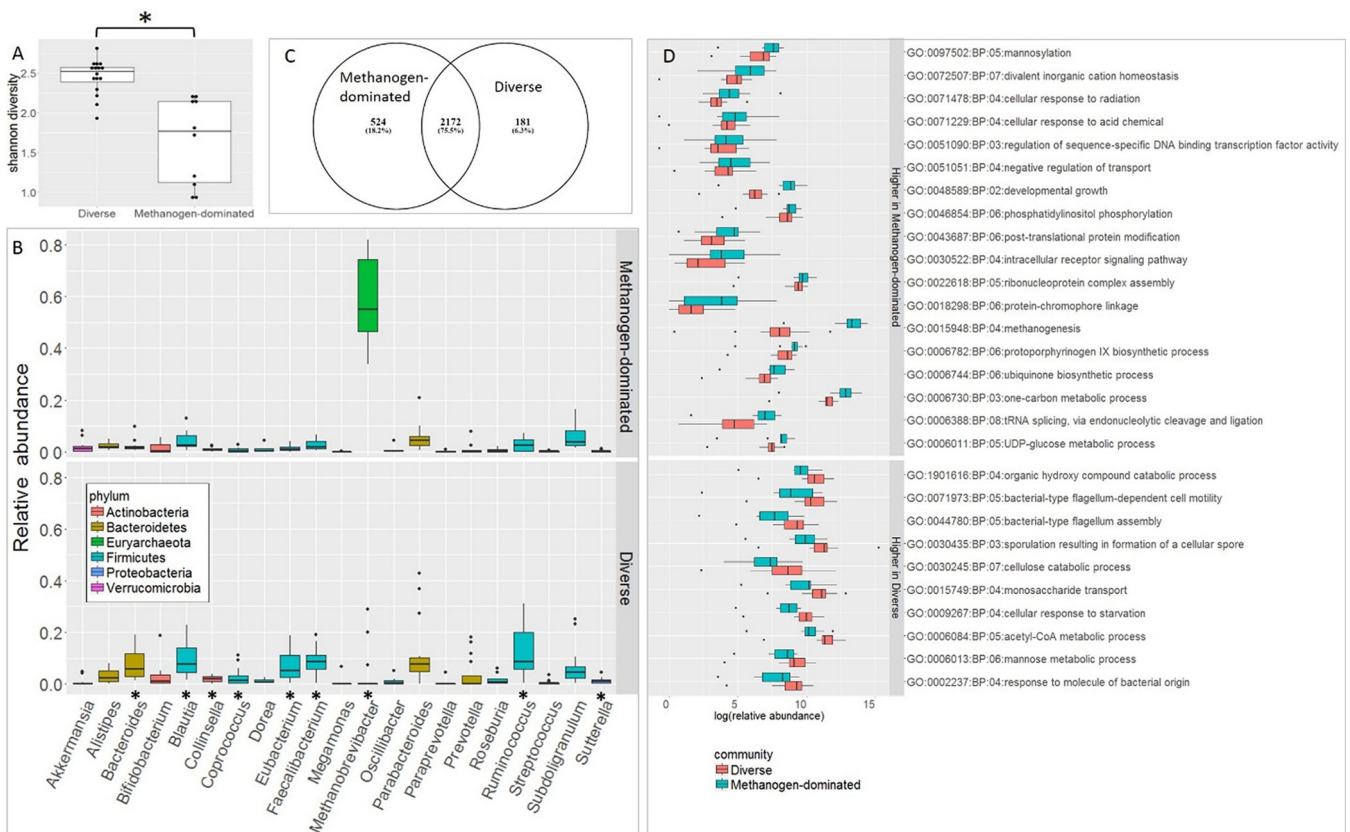 A
*
shannon diversity
2.5
2.0
1.5
1.0
Diverse
Methanogen-dominated
C
Methanogen-
dominated
Diverse
524
(18.2%)
2172
(75.5%)
181
(6.3%)
B
Relative abundance
0.8
0.6
0.4
0.2
0.0
Methanogen-dominated
0.8
0.6
0.4
0.2
0.0
Diverse
phylum
Actinobacteria
Bacteroidetes
Euryarchaeota
Firmicutes
Proteobacteria
Verrucomicrobia
* * * * * * * * *
Akkermansia
Alistipes
Bacteroides
Bifidobacterium
Blautia
Collinsella
Coprococcus
Dorea
Eubacterium
Faecalibacterium
Megamonas
Methanobrevibacter
Oscillibacter
Parabacteroides
Paraprevotella
Prevotella
Roseburia
Ruminococcus
Streptococcus
Subdoligranulum
Sutterella
D
GO:0097502:BP:05:mannosylation
GO:0072507:BP:07:divalent inorganic cation homeostasis
GO:0071478:BP:04:cellular response to radiation
GO:0071229:BP:04:cellular response to acid chemical
GO:0051090:BP:03:regulation of sequence-specific DNA binding transcription factor activity
GO:0051051:BP:04:negative regulation of transport
GO:0048589:BP:02:developmental growth
GO:0046854:BP:06:phosphatidylinositol phosphorylation
GO:0043687:BP:06:post-translational protein modification
GO:0030522:BP:04:intracellular receptor signaling pathway
GO:0022618:BP:05:ribonucleoprotein complex assembly
GO:0018298:BP:06:protein-chromophore linkage
GO:0015948:BP:04:methanogenesis
GO:0006782:BP:06:protoporphyrinogen IX biosynthetic process
GO:0006744:BP:06:ubiquinone biosynthetic process
GO:0006730:BP:03:one-carbon metabolic process
GO:0006388:BP:08:tRNA splicing, via endonucleolytic cleavage and ligation
GO:0006011:BP:05:UDP-glucose metabolic process
Higher in Methanogen-dominated
GO:1901616:BP:04:organic hydroxy compound catabolic process
GO:0071973:BP:05:bacterial-type flagellum-dependent cell motility
GO:0044780:BP:05:bacterial-type flagellum assembly
GO:0030435:BP:03:sporulation resulting in formation of a cellular spore
GO:0030245:BP:07:cellulose catabolic process
GO:0015749:BP:04:monosaccharide transport
GO:0009267:BP:04:cellular response to starvation
GO:0006084:BP:05:acetyl-CoA metabolic process
GO:0006013:BP:06:mannose metabolic process
GO:0002237:BP:04:response to molecule of bacterial origin
Higher in Diverse
0 5 10 15
log(relative abundance)
community
Diverse
Methanogen-dominated